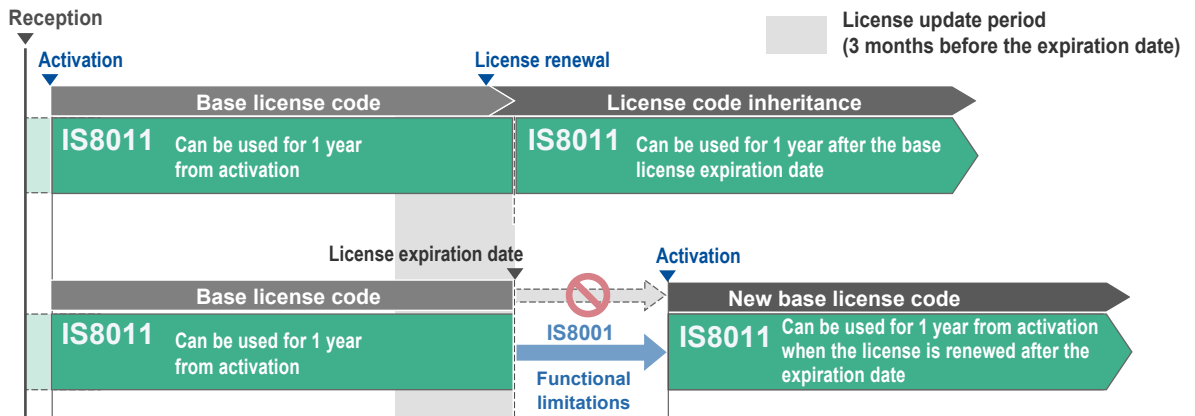 Reception
License update period
(3 months before the expiration date)
Activation
License renewal
Base license code
License code inheritance
IS8011
Can be used for 1 year
from activation
IS8011
Can be used for 1 year after the base
license expiration date
License expiration date
Activation
Base license code
New base license code
IS8011
Can be used for 1 year
from activation
IS8001
Functional
limitations
IS8011
Can be used for 1 year from activation
when the license is renewed after the
expiration date